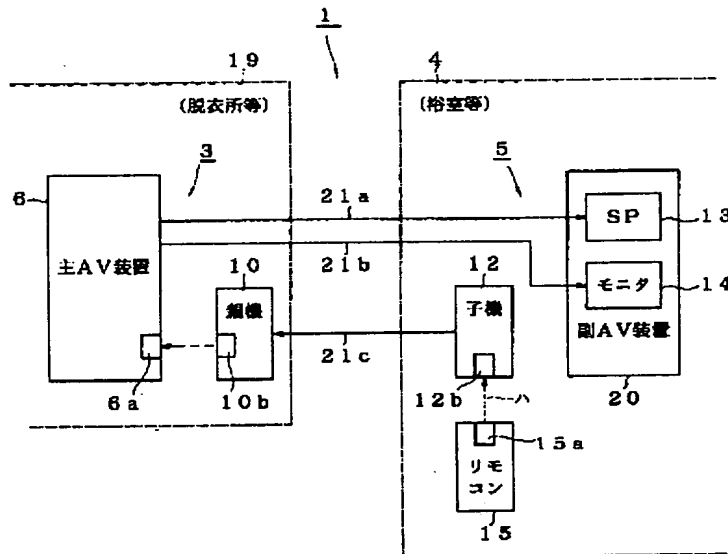 1
19
4
(脱衣所等)
(浴室等)
3
5
6
21a
SP
13
主AV装置
21b
10
12
モニタ
14
親機
子機
副AV装置
21c
6a
10b
12b
ハ
20
15a
リモ
コン
15